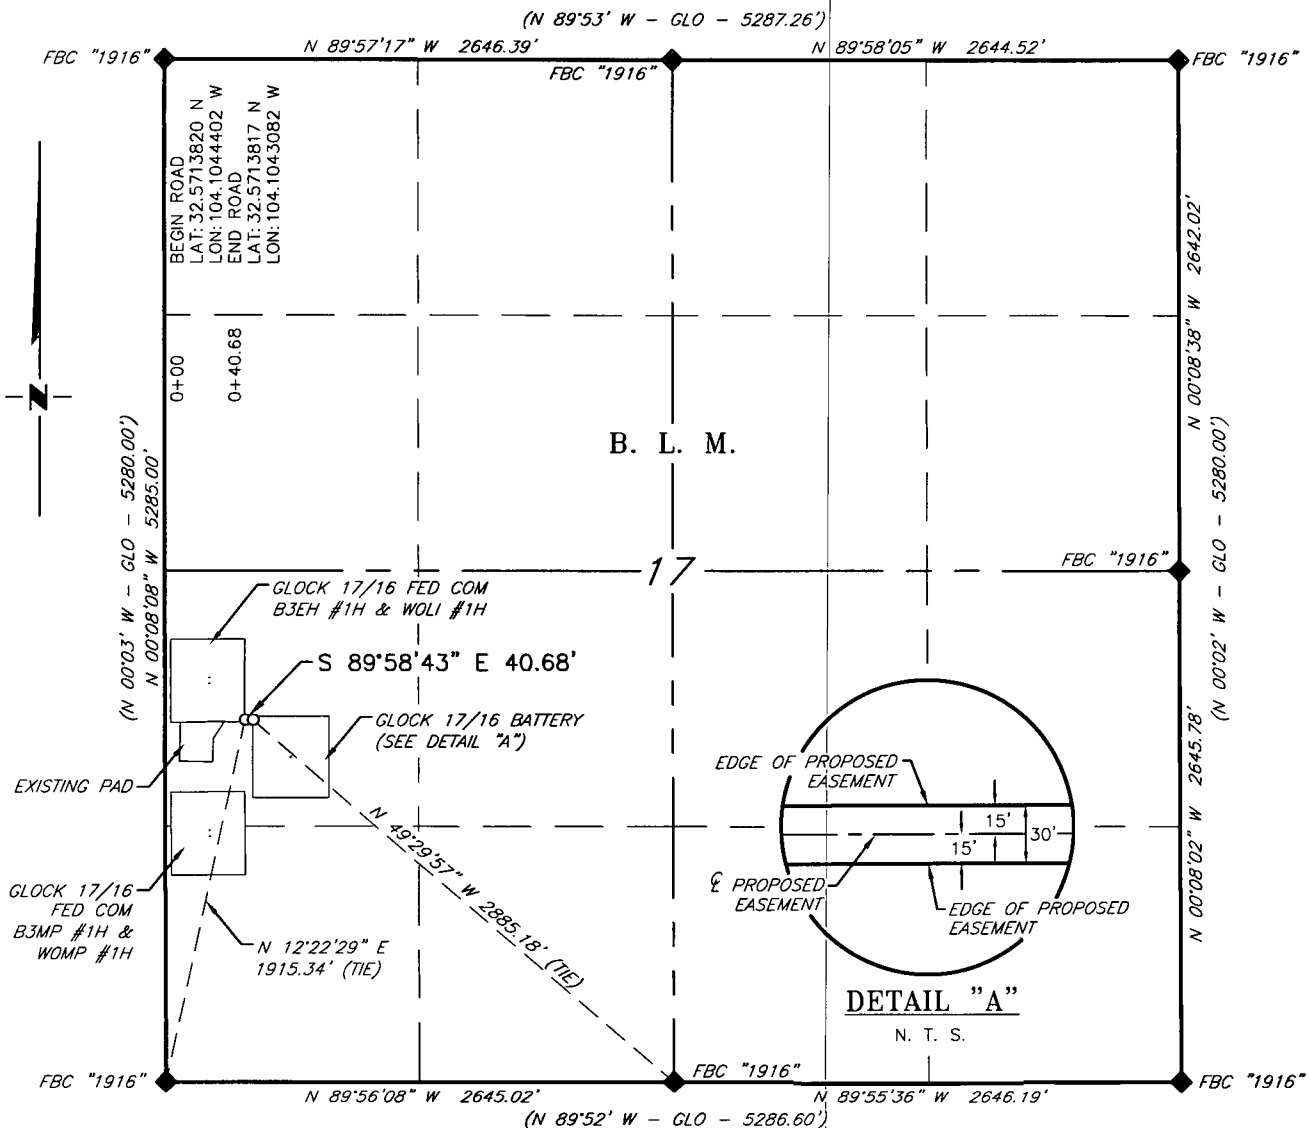 (N 89°53' W - GLO - 5287.26')
N 89°57'17" W 2646.39'
N 89°58'05" W 2644.52'
FBC "1916"
FBC "1916"
FBC "1916"
BEGIN ROAD
LAT: 32.5713820 N
LON: 104.1044402 W
END ROAD
LAT: 32.5713817 N
LON: 104.1043082 W
0+00
0+40.68
N
N 00°08'38" W 2642.02'
B. L. M.
(N 00°03' W - GLO - 5280.00')
N 00°08'08" W 5285.00'
(N 00°02' W - GLO - 5280.00')
17
FBC "1916"
GLOCK 17/16 FED COM
B3EH #1H & WOLI #1H
S 89°58'43" E 40.68'
GLOCK 17/16 BATTERY
(SEE DETAIL "A")
EXISTING PAD
GLOCK 17/16
FED COM
B3MP #1H &
WOMP #1H
N 12°22'29" E
1915.34' (TIE)
N 49°29'57" W 2885.18' (TIE)
EDGE OF PROPOSED
EASEMENT
15'
15'
30'
℄ PROPOSED
EASEMENT
EDGE OF PROPOSED
EASEMENT
N 00°08'02" W 2645.78'
DETAIL "A"
N. T. S.
FBC "1916"
FBC "1916"
FBC "1916"
N 89°56'08" W 2645.02'
N 89°55'36" W 2646.19'
(N 89°52' W - GLO - 5286.60')